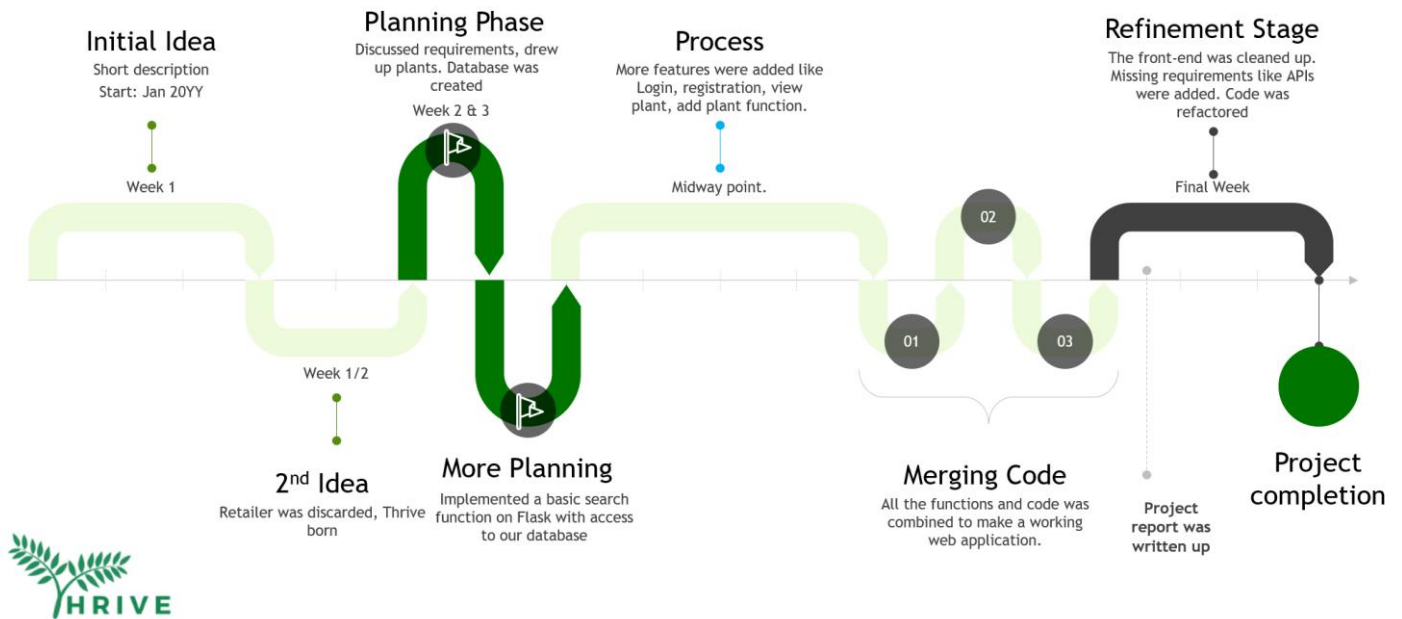 Initial Idea
Short description
Start: Jan 20YY
Week 1
Week 1/2
2nd Idea
Retailer was discarded, Thrive
born
Planning Phase
Discussed requirements, drew
up plants. Database was
created
Week 2 & 3
More Planning
Implemented a basic search
function on Flask with access
to our database
Process
More features were added like
Login, registration, view
plant, add plant function.
Midway point.
01
02
03
Merging Code
All the functions and code was
combined to make a working
web application.
Refinement Stage
The front-end was cleaned up.
Missing requirements like APIs
were added. Code was
refactored
Final Week
Project
report was
written up
Project
completion
THRIVE